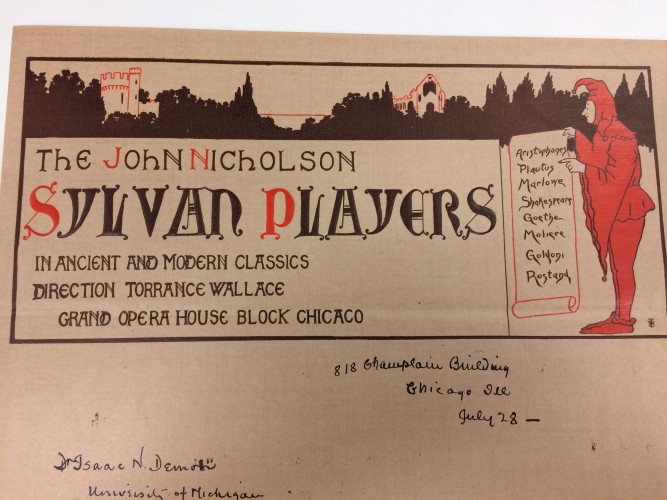 The John Nicholson
Sylvan Players
IN ANCIENT AND MODERN CLASSICS
DIRECTION TORRANCE WALLACE
GRAND OPERA HOUSE BLOCK CHICACO
Aristophanes
Plautus
Marlowe
Shakespeare
Goethe
Moliere
Goldoni
Rostand
818 Champlain Building
Chicago Ill
July 28 —
Dr Isaac N. Demmon
University of Michigan